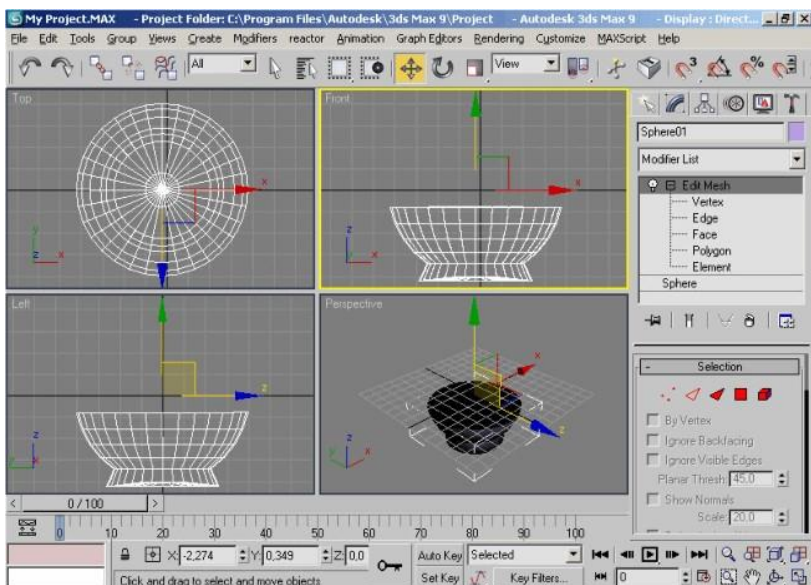 My Project.MAX - Project Folder: C:\Program Files\Autodesk\3ds Max 9\Project - Autodesk 3ds Max 9 - Display : Direct...
File Edit Tools Group Views Create Modifiers reactor Animation Graph Editors Rendering Customize MAXScript Help
All View 3 %
Top Front
Sphere01
Modifier List
Edit Mesh
Vertex
Edge
Face
Polygon
Element
Sphere
x y z x
x z x
Left Perspective
Selection
By Vertex
Ignore Backfacing
Ignore Visible Edges
Planar Thresh: 45,0
Show Normals
Scale: 20,0
z z y x
x z y x
< 0 / 100 >
0 10 20 30 40 50 60 70 80 90 100
X: -2,274 Y: 0,349 Z: 0,0 Auto Key Selected
Click and drag to select and move objects Set Key Key Filters... 0